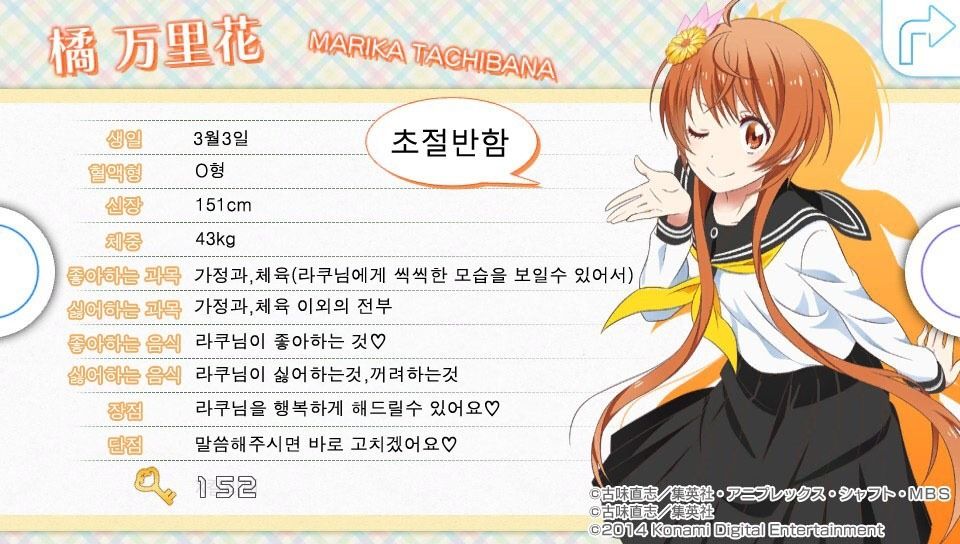 橘 万里花
MARIKA TACHIBANA
초절반함
생일 3월3일
혈액형 O형
신장 151cm
체중 43kg
좋아하는 과목 가정과,체육(라쿠님에게 씩씩한 모습을 보일수 있어서)
싫어하는 과목 가정과,체육 이외의 전부
좋아하는 음식 라쿠님이 좋아하는 것♡
싫어하는 음식 라쿠님이 싫어하는것,꺼려하는것
장점 라쿠님을 행복하게 해드릴수 있어요♡
단점 말씀해주시면 바로 고치겠어요♡
152
©古味直志／集英社・アニプレックス・シャフト・MBS
©古味直志／集英社
©2014 Konami Digital Entertainment